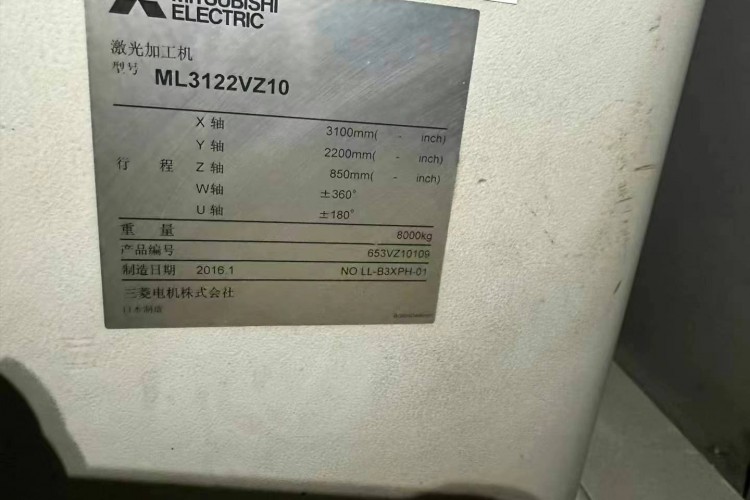 MITSUBISHI
ELECTRIC
激光加工机
型号 ML3122VZ10
X 轴 3100mm( - inch)
Y 轴 2200mm( - inch)
行 程 Z 轴 850mm( - inch)
W轴 ±360°
U 轴 ±180°
重 量 8000kg
产品编号 653VZ10109
制造日期 2016.1 NO LL-B3XPH-01
三菱电机株式会社
日本制造